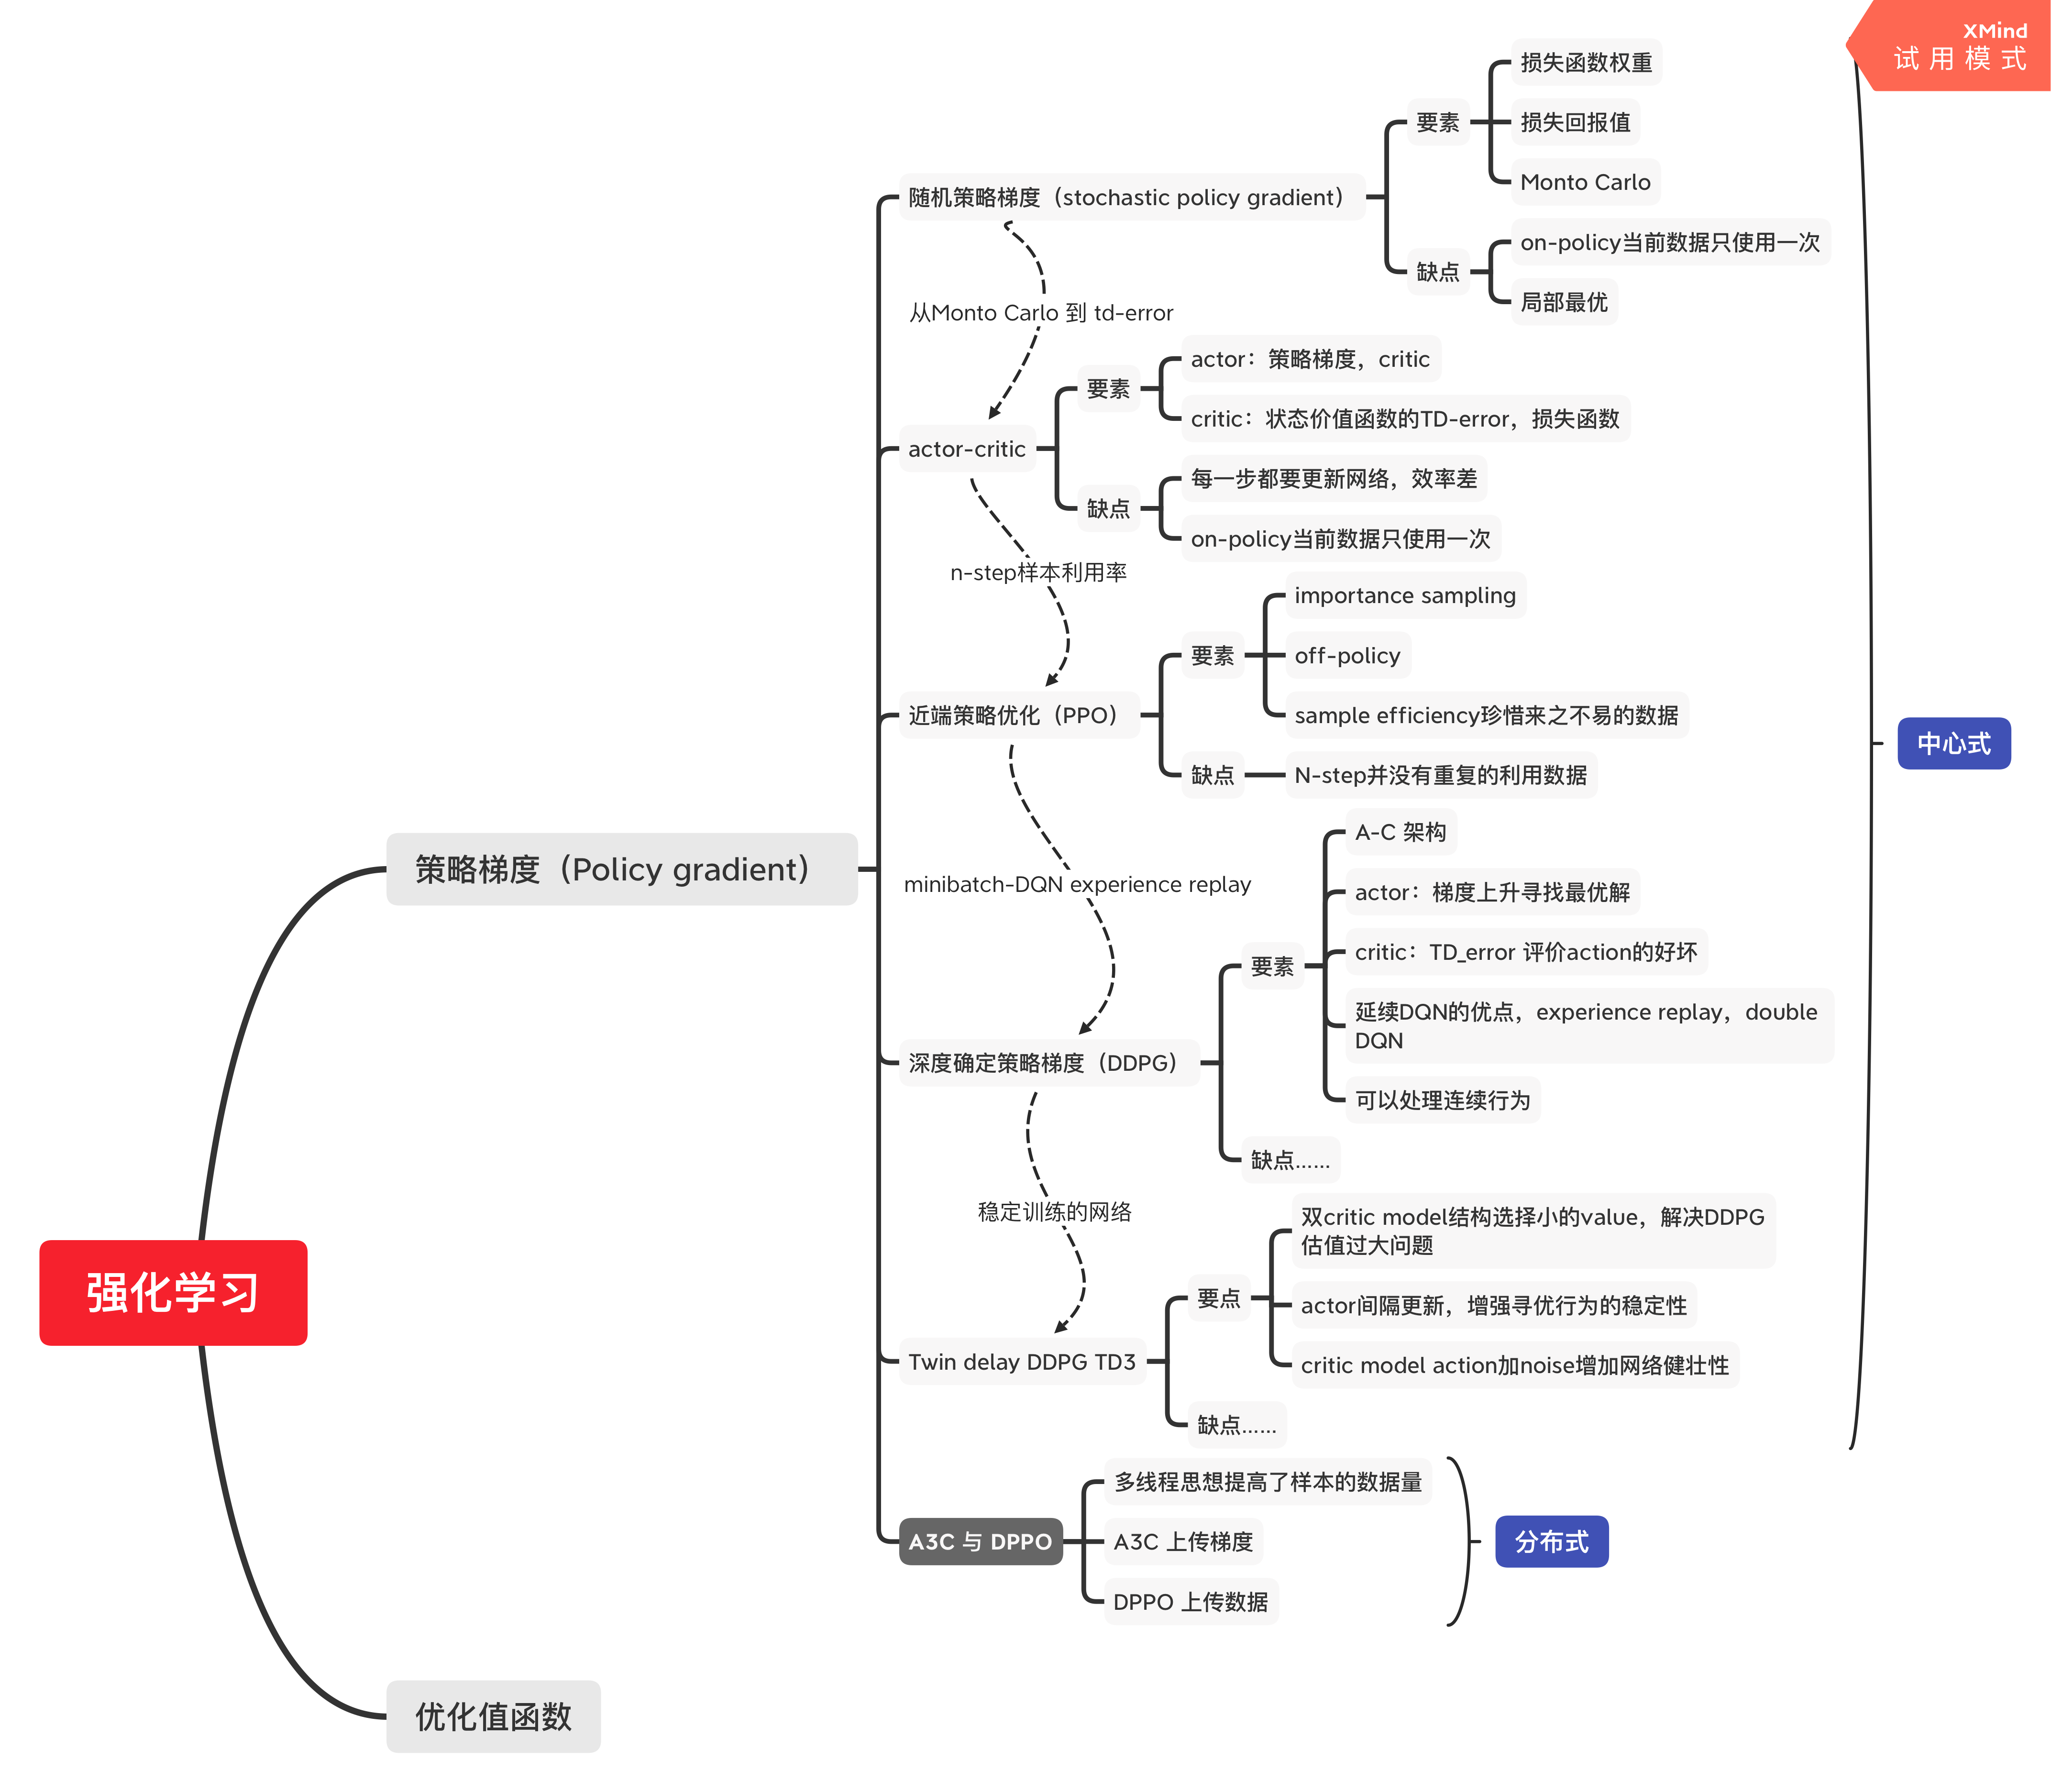 XMind
试用模式
损失函数权重
要素
损失回报值
Monto Carlo
随机策略梯度（stochastic policy gradient）
on-policy当前数据只使用一次
缺点
局部最优
从Monto Carlo 到 td-error
actor：策略梯度，critic
要素
critic：状态价值函数的TD-error，损失函数
actor-critic
每一步都要更新网络，效率差
缺点
on-policy当前数据只使用一次
n-step样本利用率
importance sampling
要素
off-policy
sample efficiency珍惜来之不易的数据
近端策略优化（PPO）
缺点
N-step并没有重复的利用数据
中心式
A-C 架构
策略梯度（Policy gradient）
minibatch-DQN experience replay
actor：梯度上升寻找最优解
要素
critic：TD_error 评价action的好坏
延续DQN的优点，experience replay，double
DQN
可以处理连续行为
深度确定策略梯度（DDPG）
缺点……
稳定训练的网络
双critic model结构选择小的value，解决DDPG
估值过大问题
要点
actor间隔更新，增强寻优行为的稳定性
critic model action加noise增加网络健壮性
强化学习
Twin delay DDPG TD3
缺点……
多线程思想提高了样本的数据量
A3C 与 DPPO
A3C 上传梯度
DPPO 上传数据
分布式
优化值函数